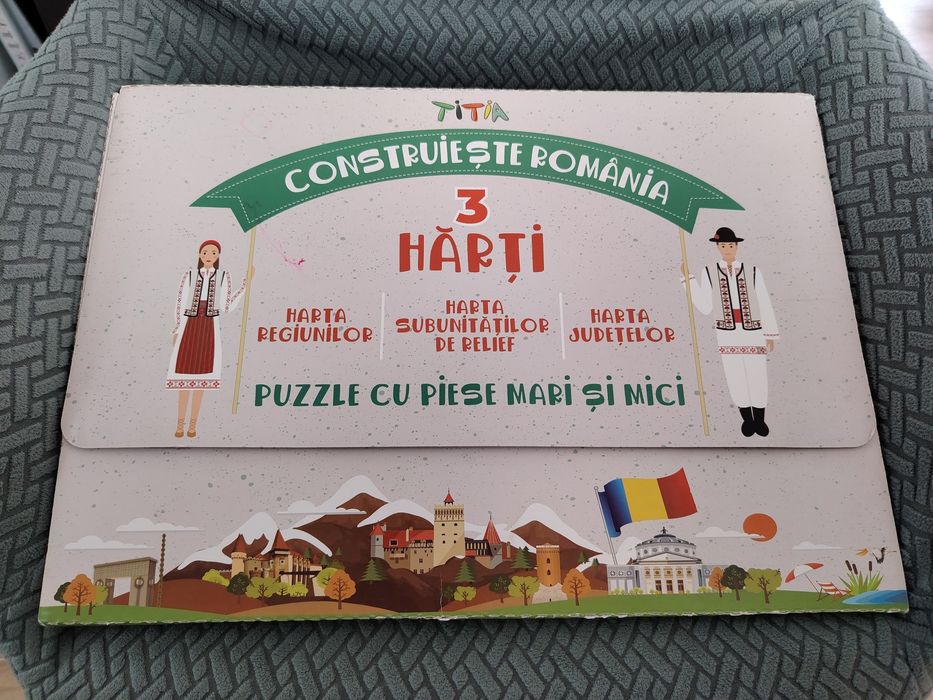 TiTiA
CONSTRUIEȘTE ROMÂNIA
3
HĂRȚI
HARTA
REGIUNILOR
HARTA
SUBUNITĂȚILOR
DE RELIEF
HARTA
JUDEȚELOR
PUZZLE CU PIESE MARI ȘI MICI